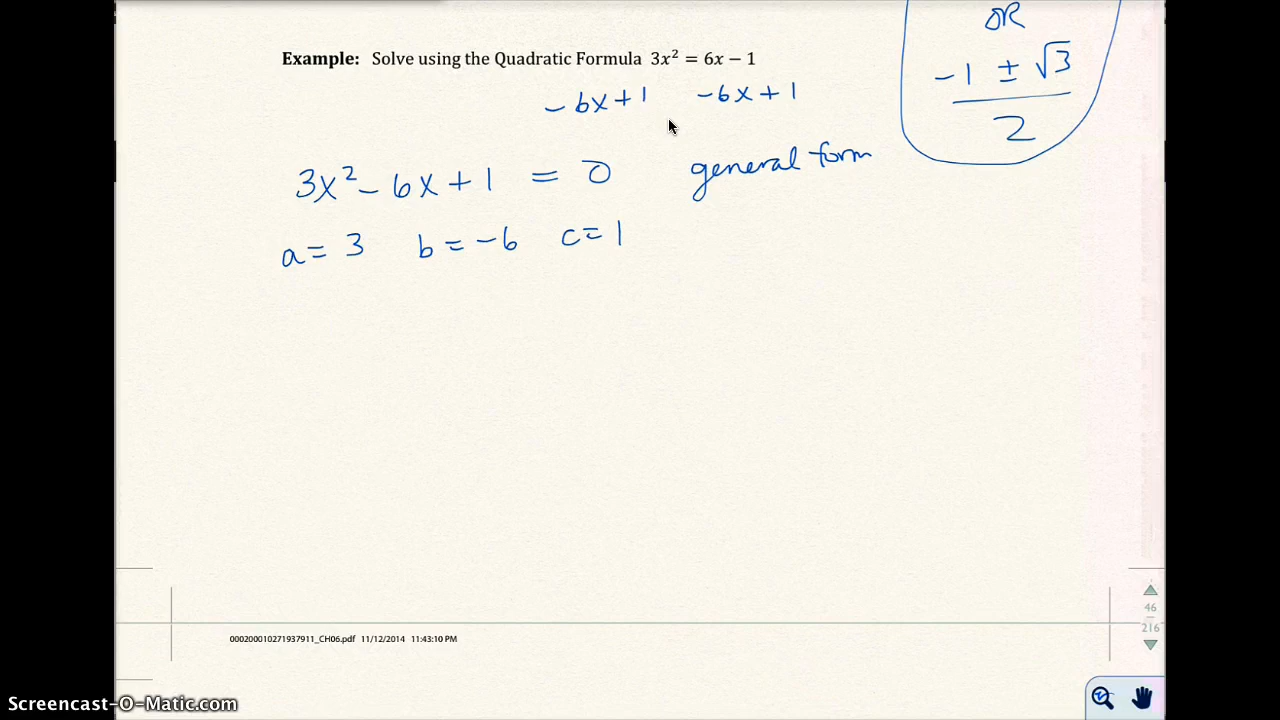 OR
-1 ± √3
2
Example: Solve using the Quadratic Formula 3x² = 6x − 1
-6x+1 -6x+1
3x² - 6x + 1 = 0 general form
a = 3 b = -6 c = 1
46
216
000200010271937911_CH06.pdf 11/12/2014 11:43:10 PM
Screencast-O-Matic.com